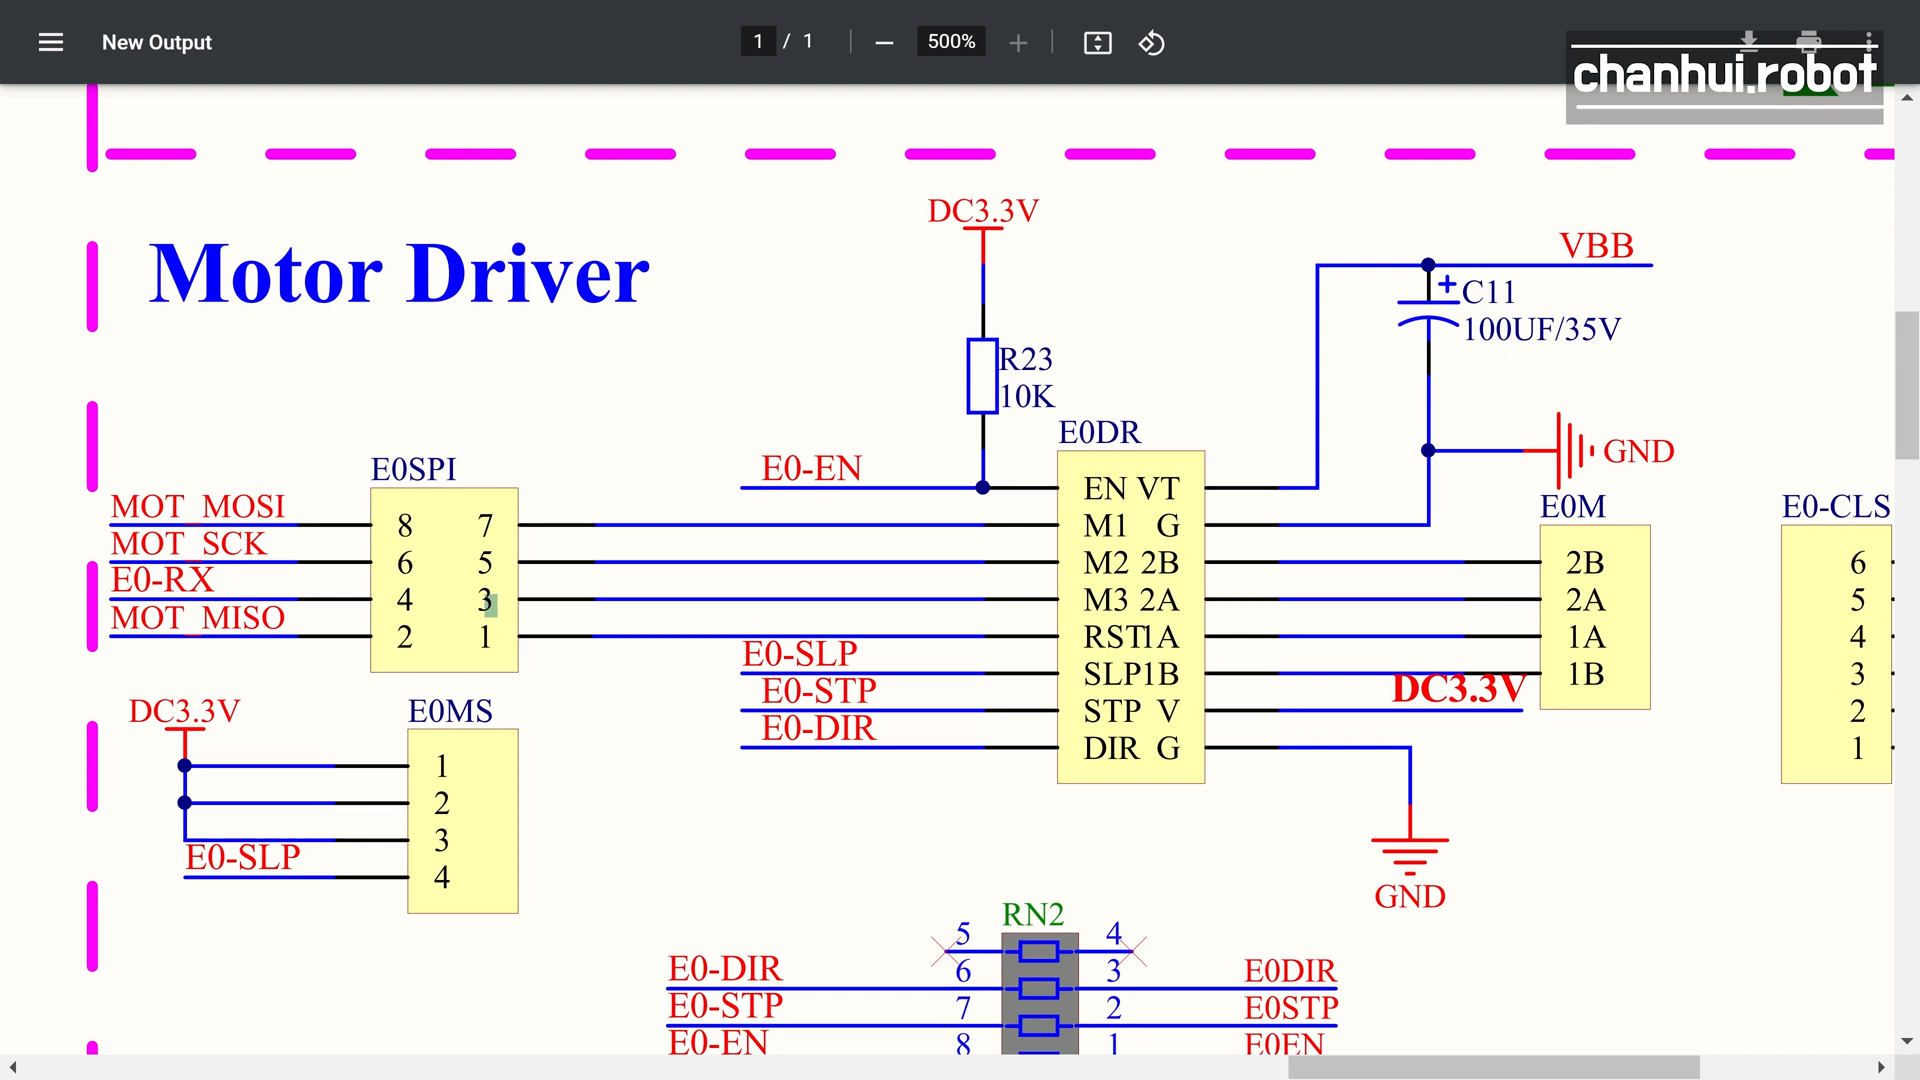 New Output
1 / 1
500%
chanhui.robot
Motor Driver
DC3.3V
R23
10K
VBB
C11
100UF/35V
GND
E0DR
E0-EN
EN VT
M1 G
M2 2B
M3 2A
RST1A
SLP1B
STP V
DIR G
E0SPI
MOT_MOSI
8 7
MOT_SCK
6 5
E0-RX
4 3
MOT_MISO
2 1
E0-SLP
E0-STP
E0-DIR
E0M
2B
2A
1A
1B
DC3.3V
E0-CLS
6
5
4
3
2
1
GND
DC3.3V
E0MS
1
2
3
E0-SLP
4
RN2
5 4
E0-DIR 6 3 E0DIR
E0-STP 7 2 E0STP
E0-EN 8 1 E0EN